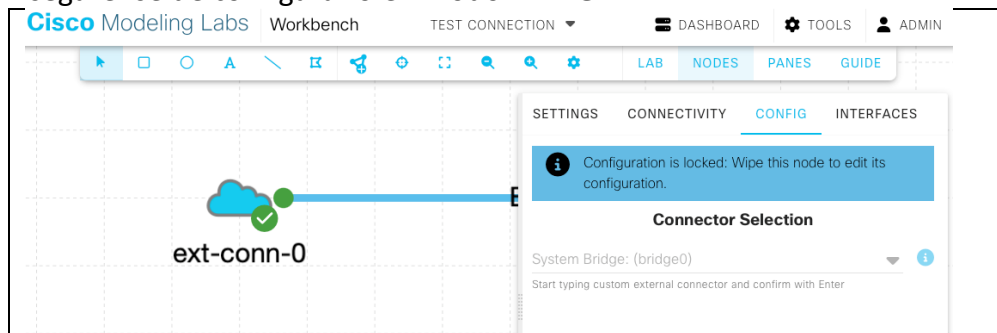 Cisco Modeling Labs Workbench TEST CONNECTION DASHBOARD TOOLS ADMIN
LAB NODES PANES GUIDE
SETTINGS CONNECTIVITY CONFIG INTERFACES
Configuration is locked: Wipe this node to edit its
configuration.
Connector Selection
ext-conn-0
System Bridge: (bridge0)
Start typing custom external connector and confirm with Enter